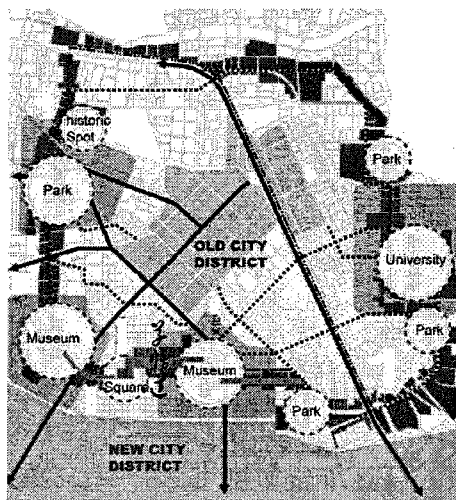 historic
Spot
Park
Park
OLD CITY
DISTRICT
University
Museum
Park
Museum
Square
Park
NEW CITY
DISTRICT